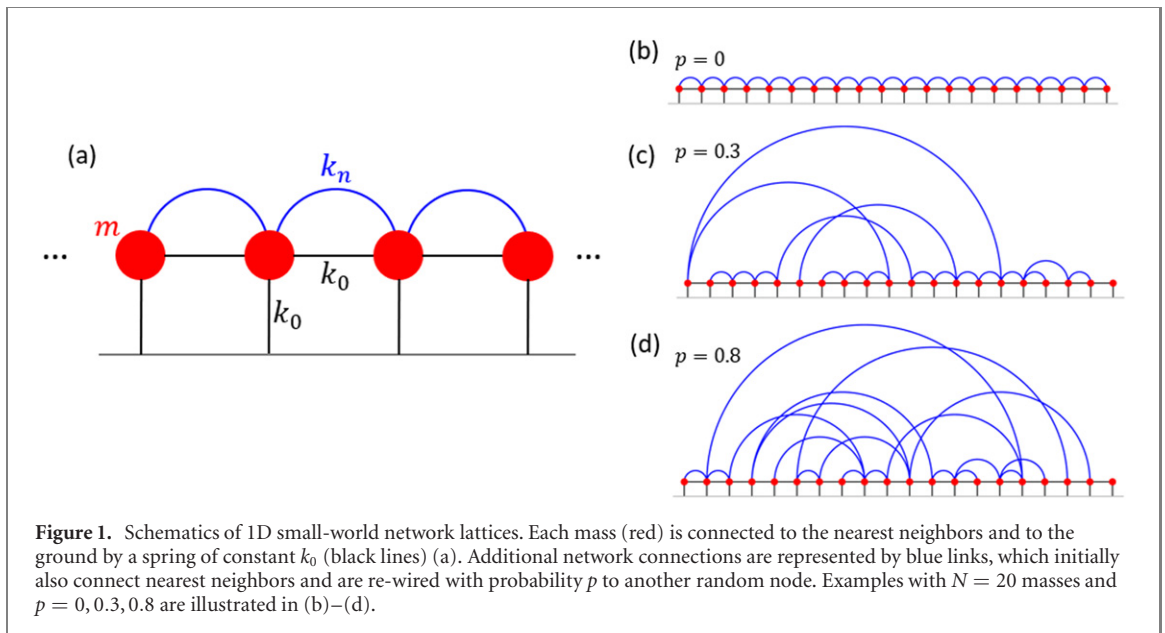 (a)
k_n
m
...
...
k_0
k_0
(b) p = 0
(c) p = 0.3
(d) p = 0.8
Figure 1. Schematics of 1D small-world network lattices. Each mass (red) is connected to the nearest neighbors and to the
ground by a spring of constant k_0 (black lines) (a). Additional network connections are represented by blue links, which initially
also connect nearest neighbors and are re-wired with probability p to another random node. Examples with N = 20 masses and
p = 0, 0.3, 0.8 are illustrated in (b)–(d).